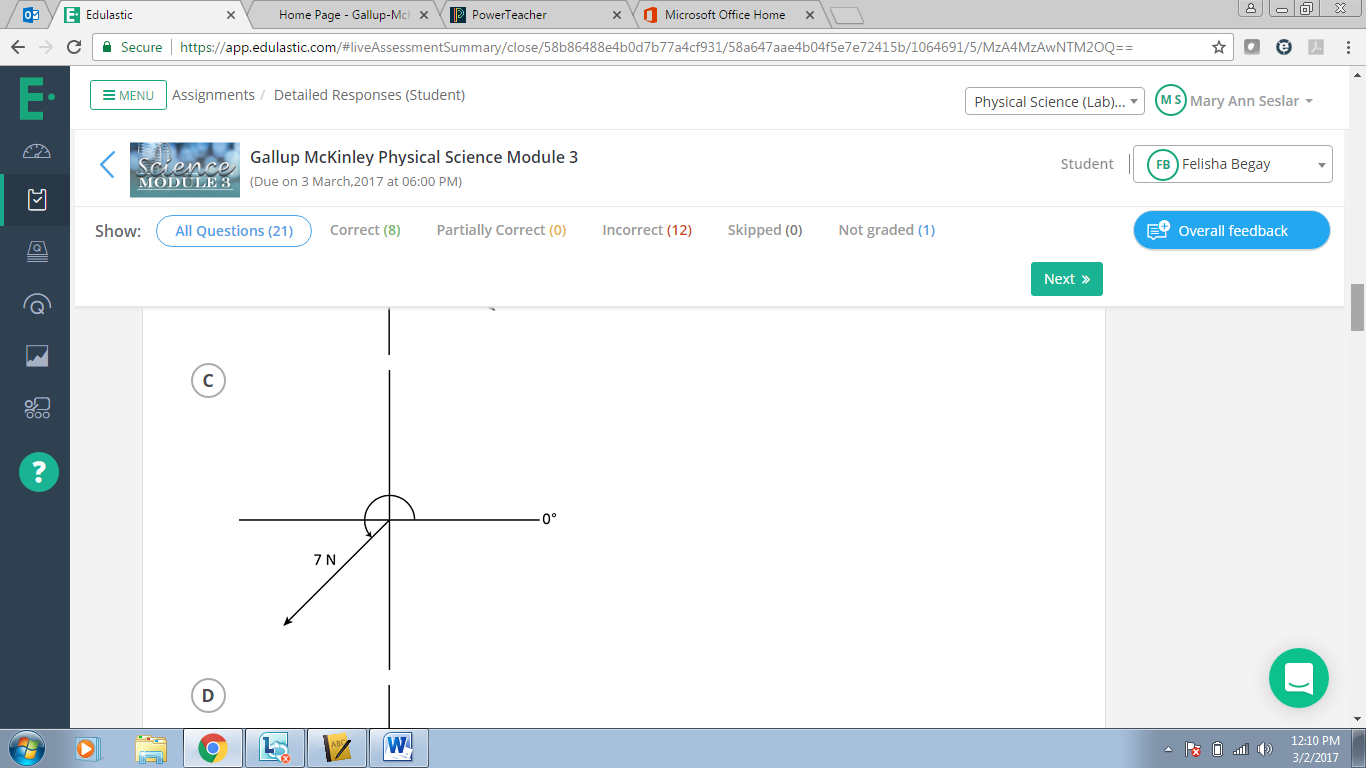 Edulastic
Home Page - Gallup-McK
PowerTeacher
Microsoft Office Home
Secure
https://app.edulastic.com/#liveAssessmentSummary/close/58b86488e4b0d7b77a4cf931/58a647aae4b04f5e7e72415b/1064691/5/MzA4MzAwNTM2OQ==
E
MENU
Assignments / Detailed Responses (Student)
Physical Science (Lab)...
MS
Mary Ann Seslar
Science
MODULE 3
Gallup McKinley Physical Science Module 3
(Due on 3 March,2017 at 06:00 PM)
Student
FB
Felisha Begay
Show:
All Questions (21)
Correct (8)
Partially Correct (0)
Incorrect (12)
Skipped (0)
Not graded (1)
Overall feedback
Next »
C
0°
7 N
D
?
ABC
12:10 PM
3/2/2017